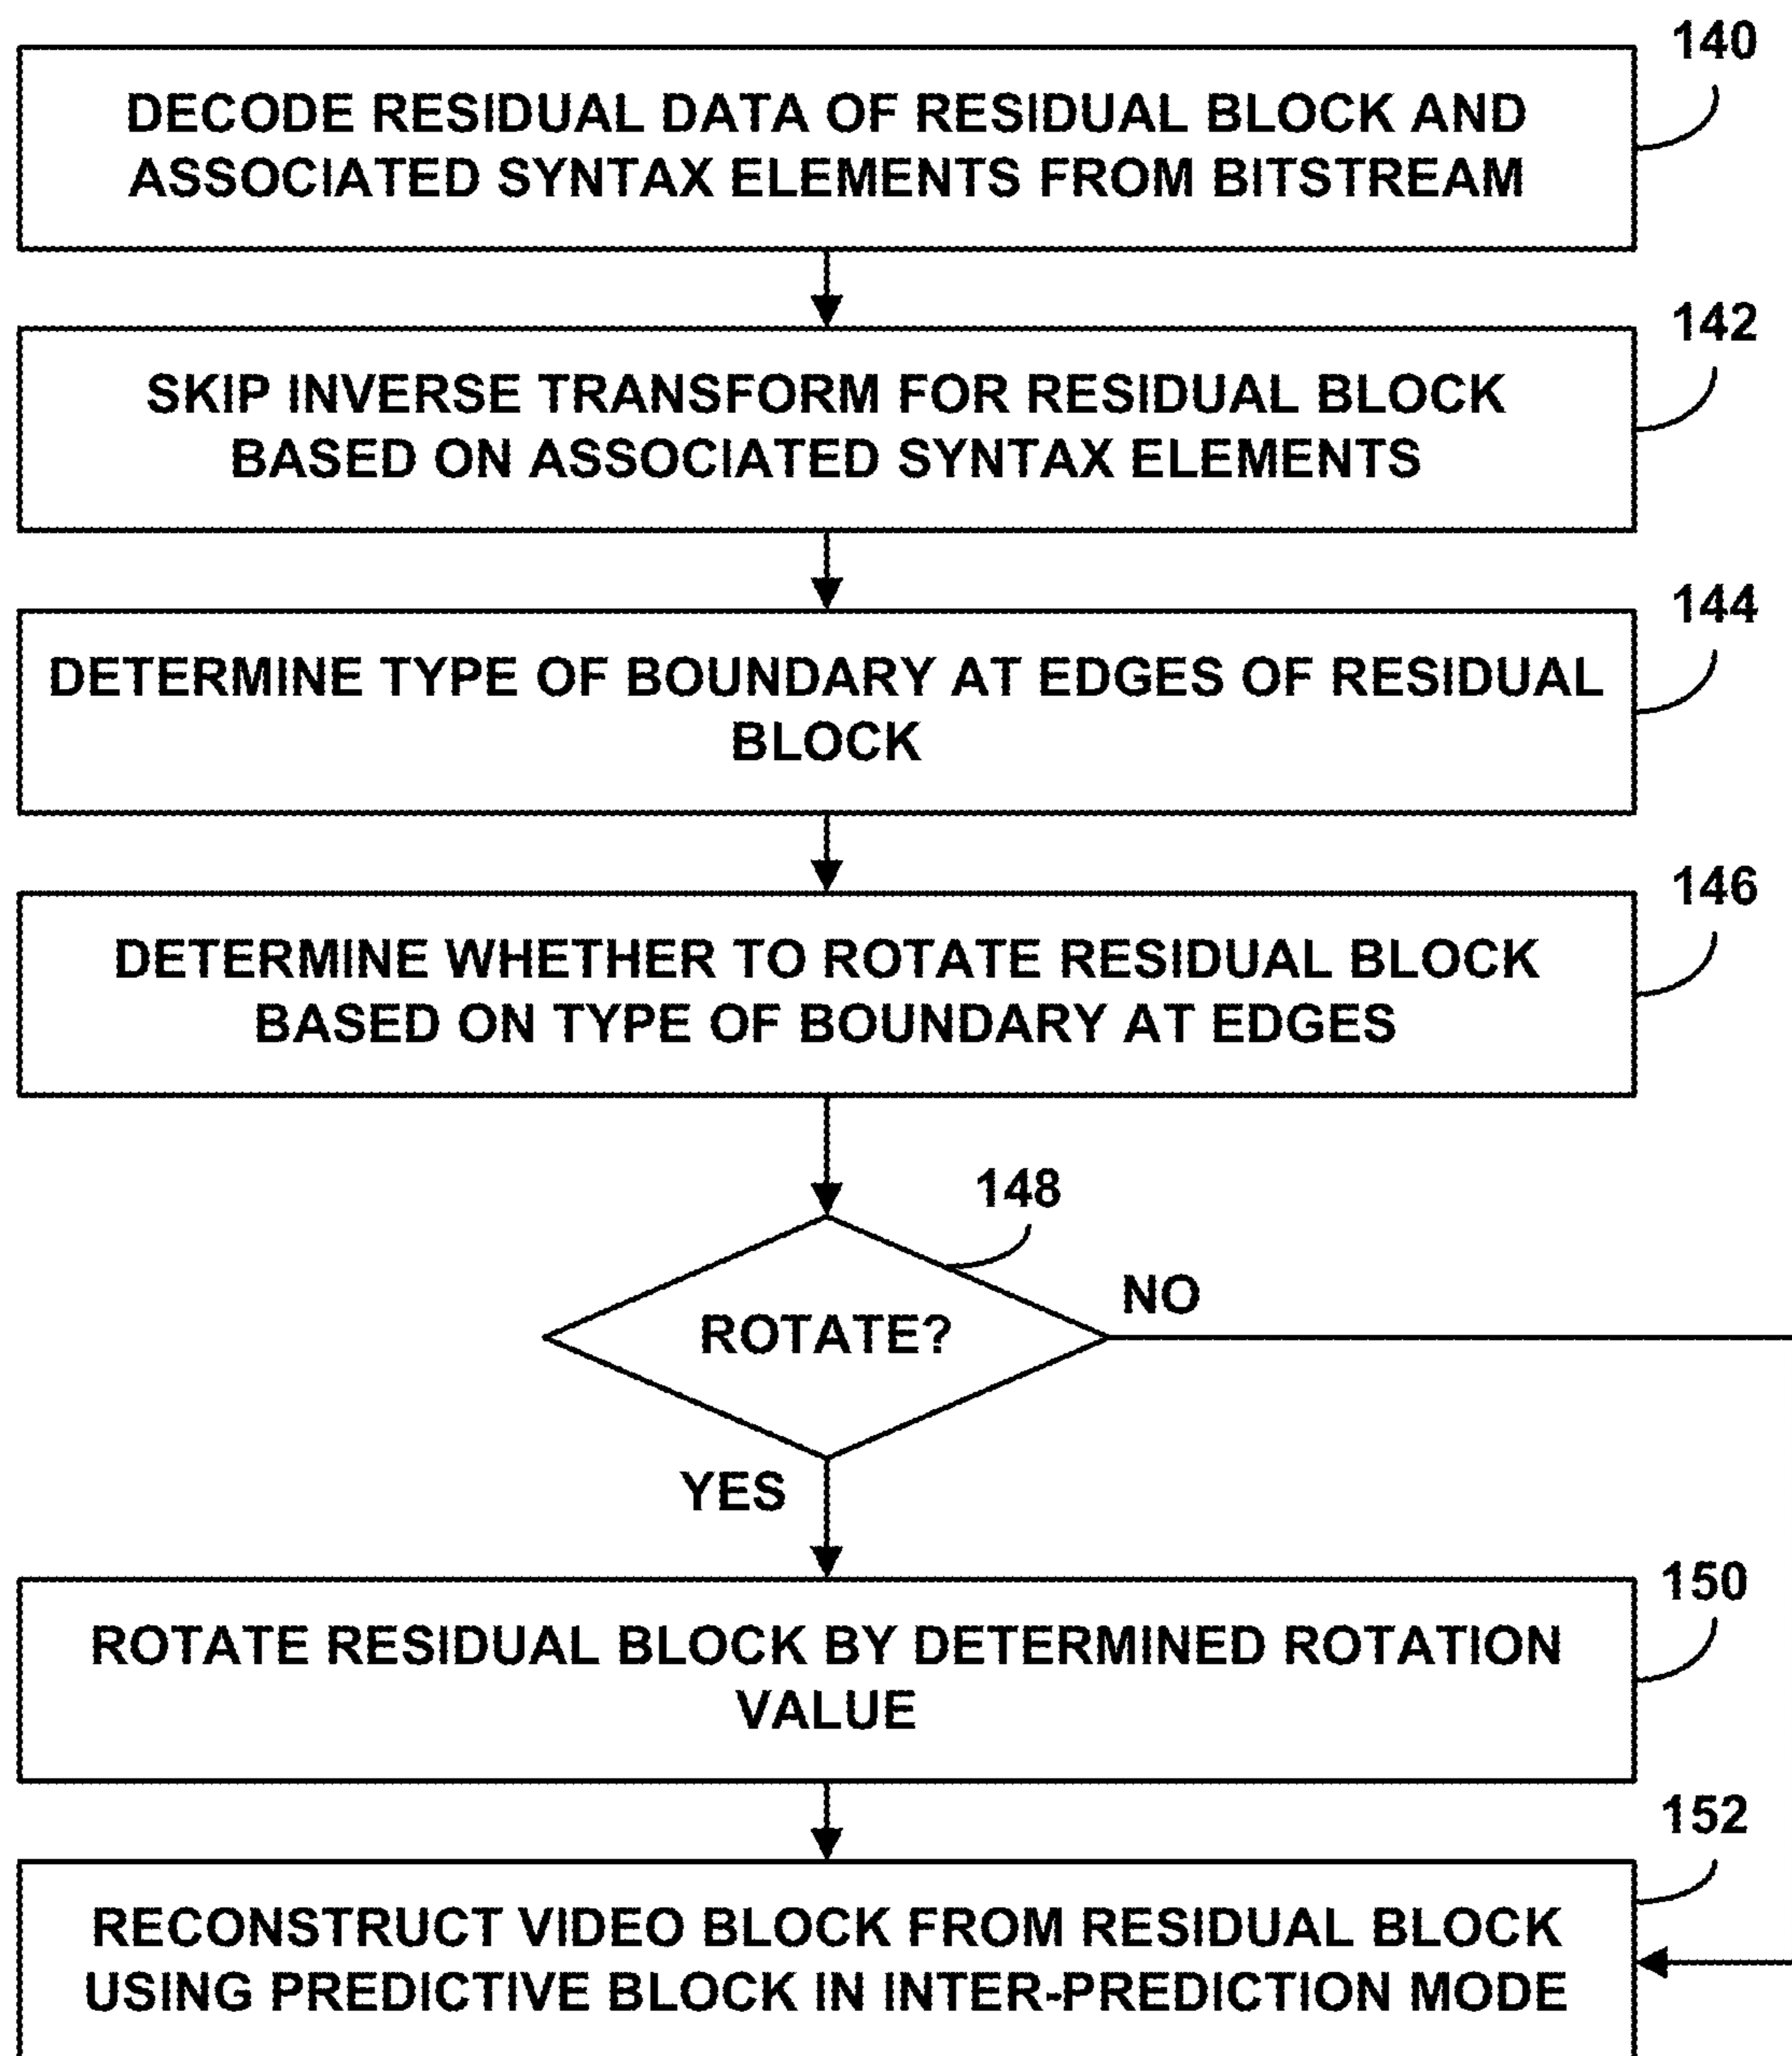 140
DECODE RESIDUAL DATA OF RESIDUAL BLOCK AND
ASSOCIATED SYNTAX ELEMENTS FROM BITSTREAM
142
SKIP INVERSE TRANSFORM FOR RESIDUAL BLOCK
BASED ON ASSOCIATED SYNTAX ELEMENTS
144
DETERMINE TYPE OF BOUNDARY AT EDGES OF RESIDUAL
BLOCK
146
DETERMINE WHETHER TO ROTATE RESIDUAL BLOCK
BASED ON TYPE OF BOUNDARY AT EDGES
148
NO
ROTATE?
YES
150
ROTATE RESIDUAL BLOCK BY DETERMINED ROTATION
VALUE
152
RECONSTRUCT VIDEO BLOCK FROM RESIDUAL BLOCK
USING PREDICTIVE BLOCK IN INTER-PREDICTION MODE